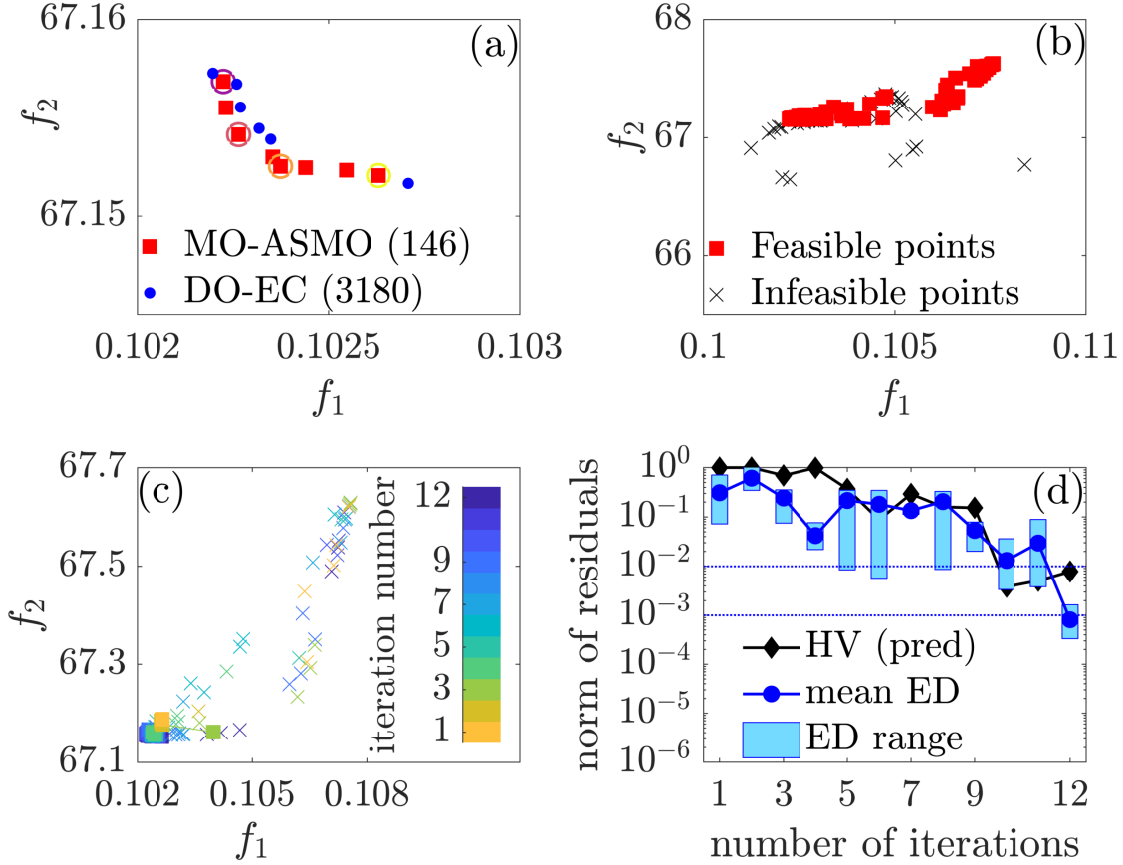 67.16
(a)
f2
67.15
MO-ASMO (146)
DO-EC (3180)
0.102
0.1025
0.103
f1
68
(b)
f2
67
66
Feasible points
Infeasible points
0.1
0.105
0.11
f1
67.7
(c)
f2
67.5
67.3
67.1
iteration number
12
9
7
5
3
1
0.102
0.105
0.108
f1
norm of residuals
10^0
(d)
10^-1
10^-2
10^-3
10^-4
10^-5
10^-6
HV (pred)
mean ED
ED range
1
3
5
7
9
12
number of iterations